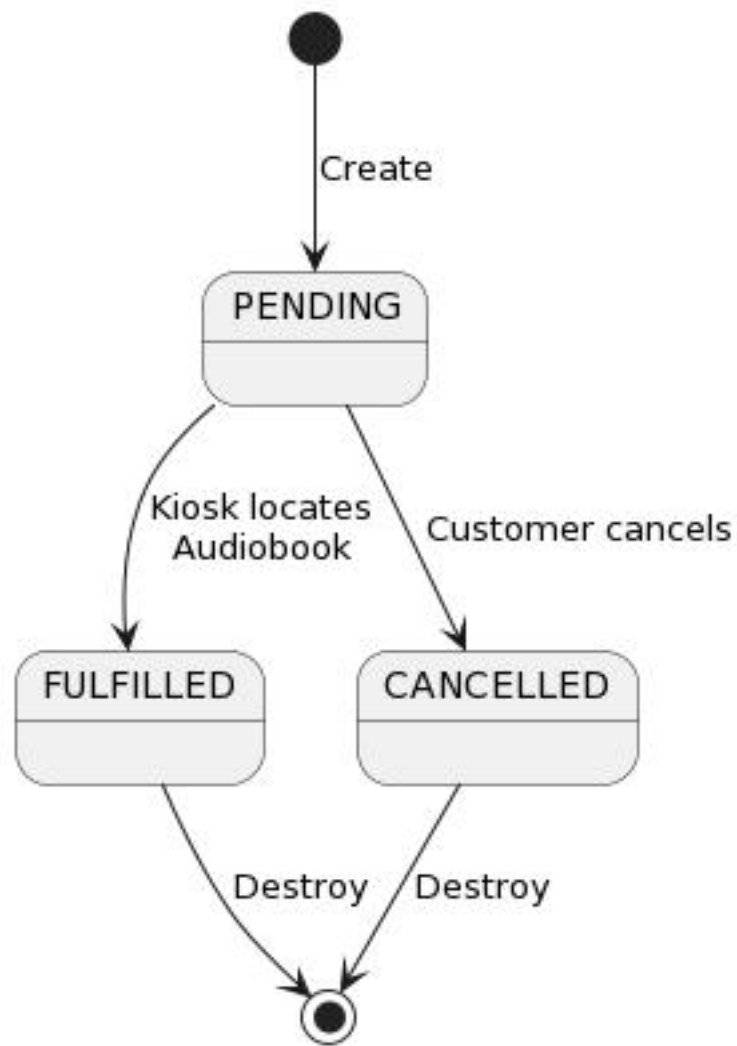 Create
PENDING
Kiosk locates
Audiobook
Customer cancels
FULFILLED
CANCELLED
Destroy
Destroy